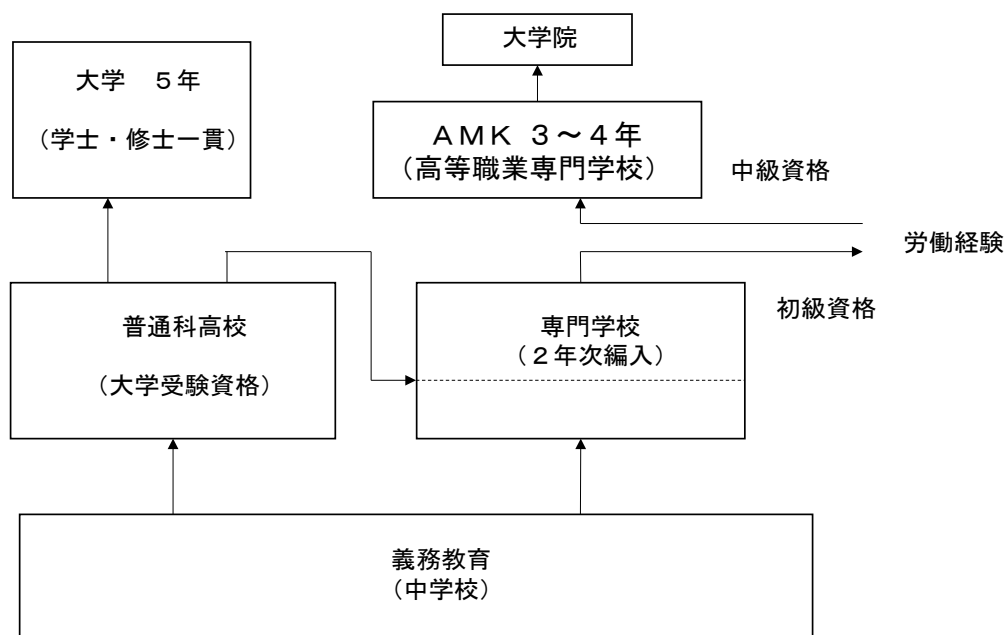 大学院
大学　５年
（学士・修士一貫）
ＡＭＫ ３～４年
（高等職業専門学校）
中級資格
労働経験
初級資格
普通科高校
（大学受験資格）
専門学校
（２年次編入）
義務教育
（中学校）